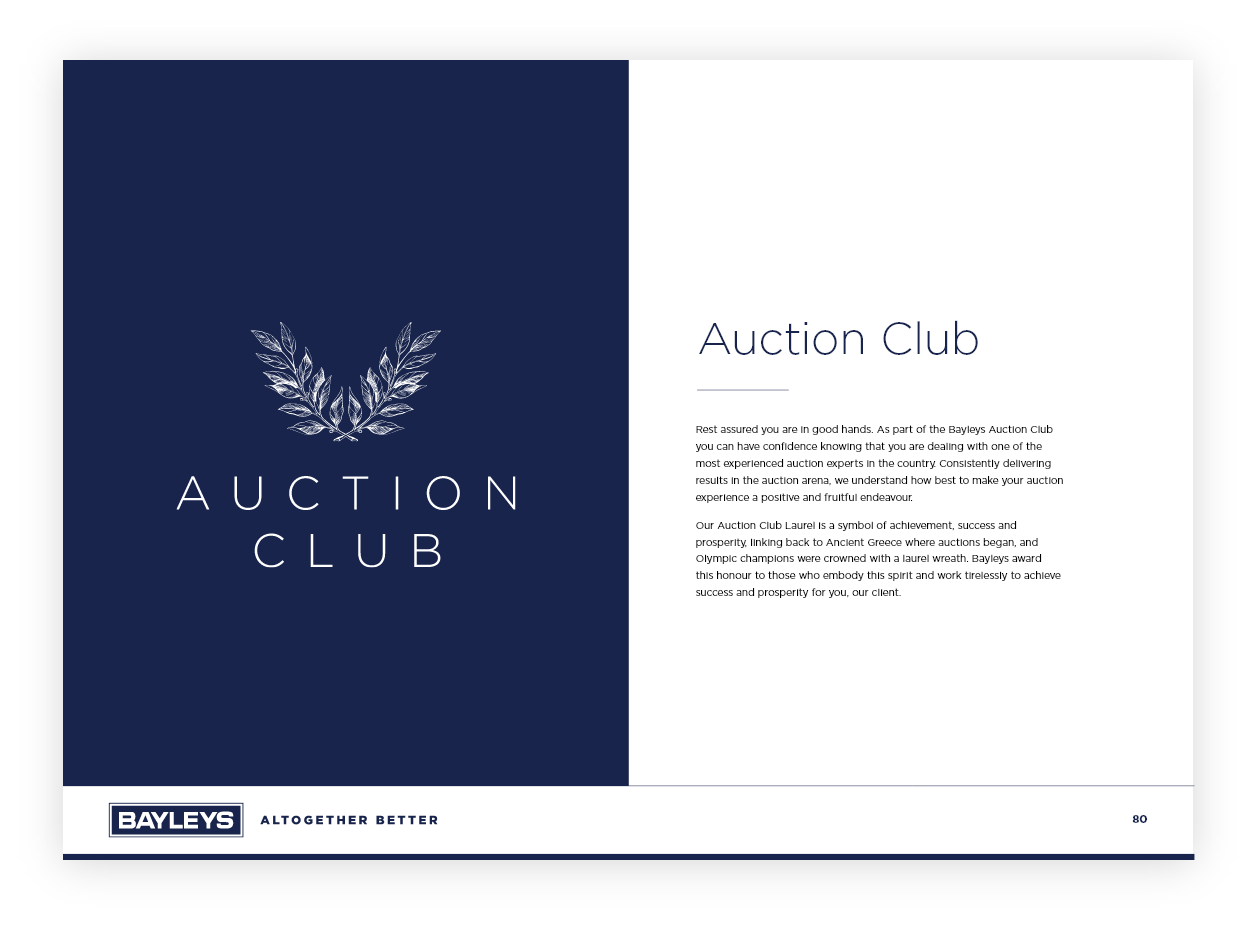 AUCTION
CLUB
Auction Club
Rest assured you are in good hands. As part of the Bayleys Auction Club
you can have confidence knowing that you are dealing with one of the
most experienced auction experts in the country. Consistently delivering
results in the auction arena, we understand how best to make your auction
experience a positive and fruitful endeavour.
Our Auction Club Laurel is a symbol of achievement, success and
prosperity, linking back to Ancient Greece where auctions began, and
Olympic champions were crowned with a laurel wreath. Bayleys award
this honour to those who embody this spirit and work tirelessly to achieve
success and prosperity for you, our client.
BAYLEYS ALTOGETHER BETTER 80